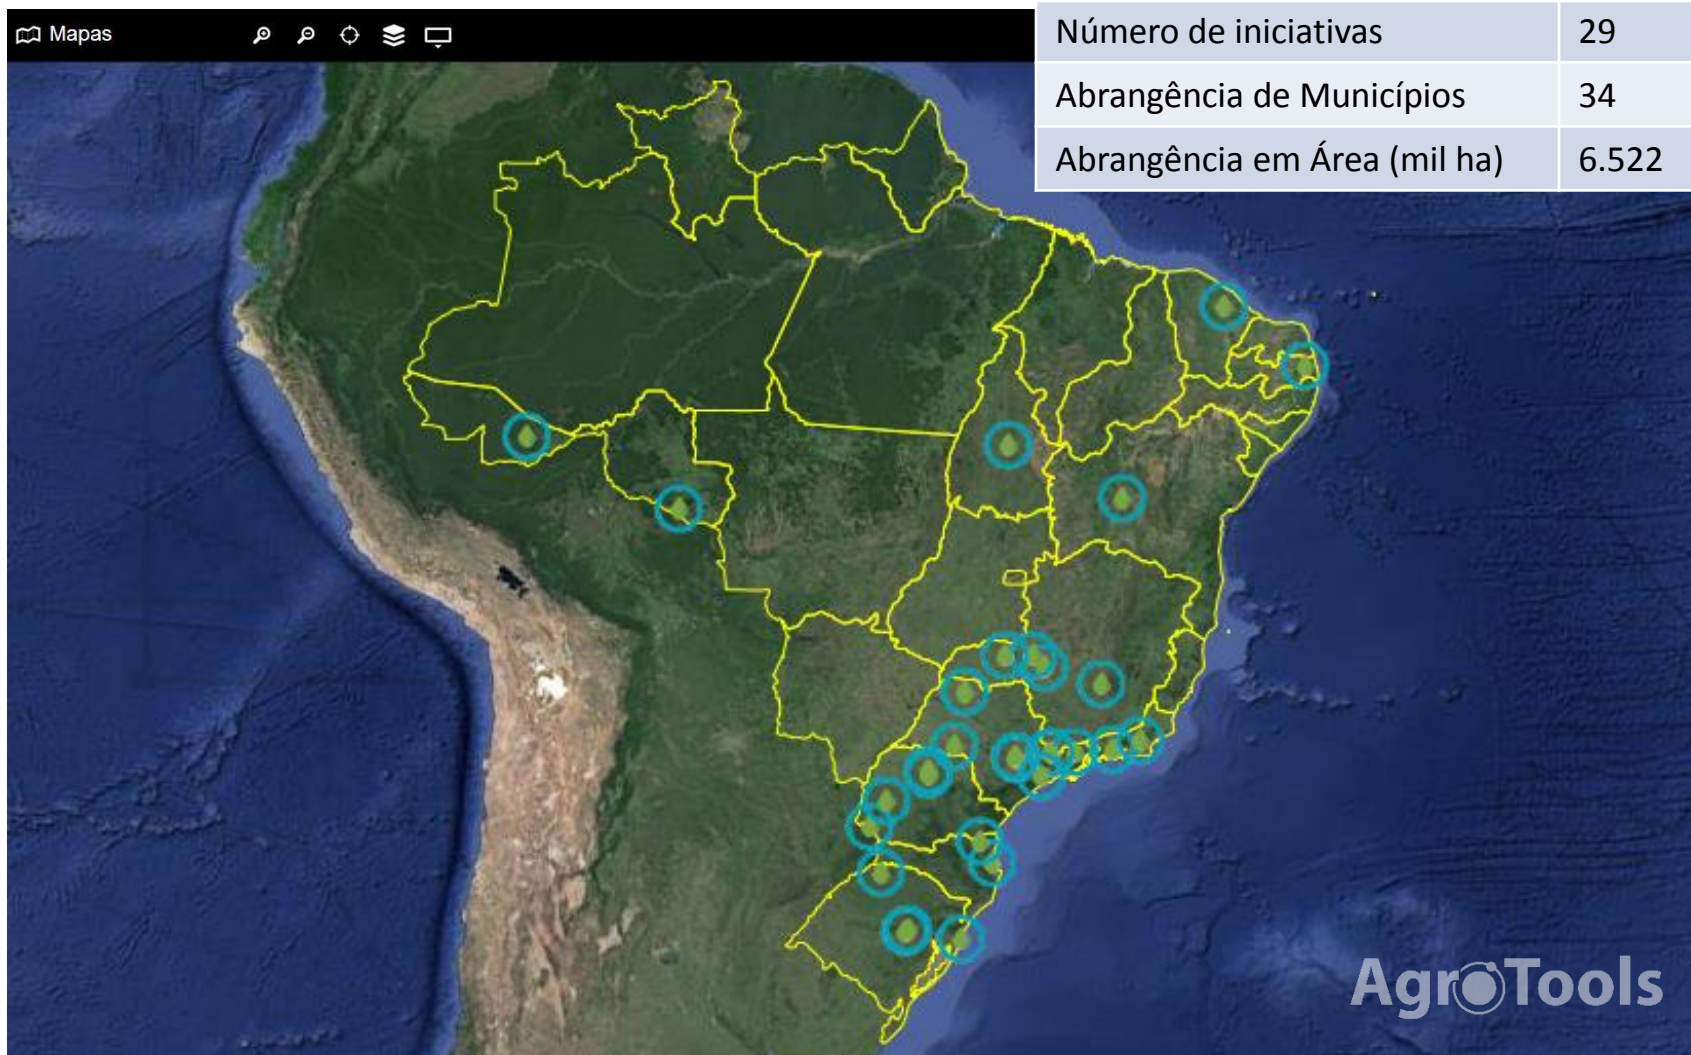 Mapas
Número de iniciativas 29
Abrangência de Municípios 34
Abrangência em Área (mil ha) 6.522
AgroTools